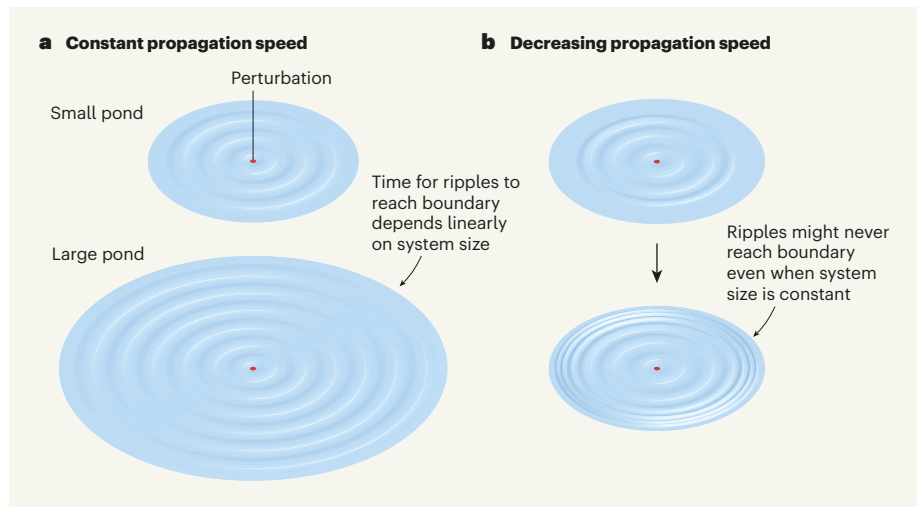 a Constant propagation speed
Perturbation
Small pond
Time for ripples to
reach boundary
depends linearly
on system size
Large pond
b Decreasing propagation speed
Ripples might never
reach boundary
even when system
size is constant